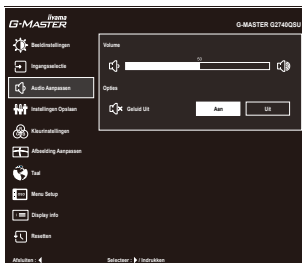 iiyama
G-MASTER
G-MASTER G2740QSU
Beeldinstellingen
Ingangsselectie
Audio Aanpassen
Instellingen Opslaan
Kleurinstellingen
Afbeelding Aanpassen
Taal
Menu Setup
Display info
Resetten
Volume
50
Opties
Geluid Uit
Aan
Uit
Afsluiten :
Selecteer : / Indrukken